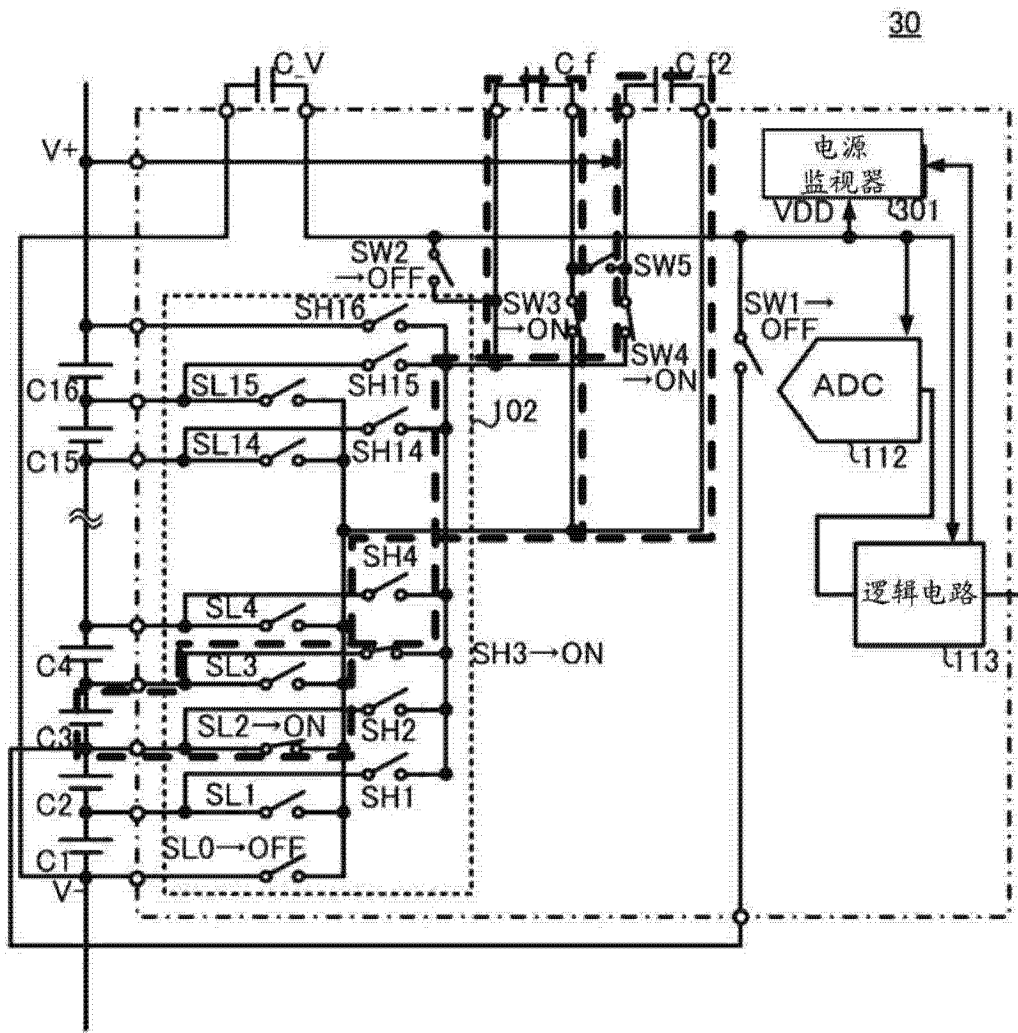 30
C_V
C_f
C_f2
V+
电源
监视器
VDD
301
SW2
→OFF
SW5
SW3
→ON
SW1→
OFF
SW4
→ON
SH16
SH15
C16
SL15
102
ADC
SH14
C15
SL14
112
SH4
SL4
逻辑电路
C4
SL3
SH3→ON
113
C3
SL2→ON
SH2
C2
SL1
SH1
C1
SL0→OFF
V-